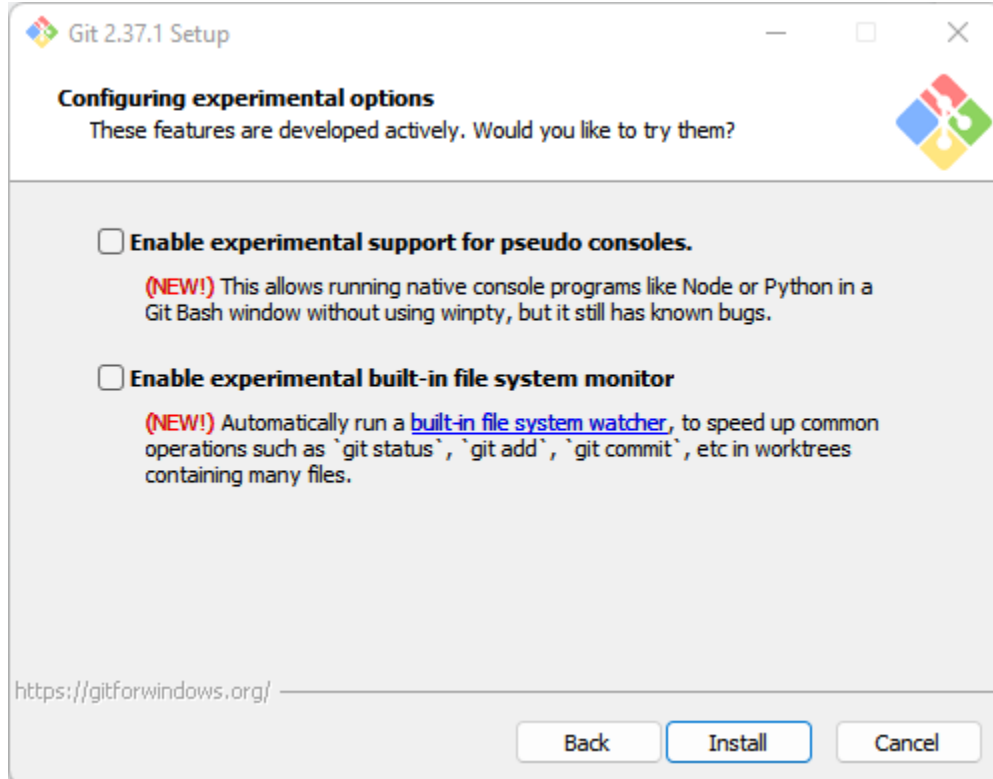 Git 2.37.1 Setup
Configuring experimental options
These features are developed actively. Would you like to try them?
Enable experimental support for pseudo consoles.
(NEW!) This allows running native console programs like Node or Python in a
Git Bash window without using winpty, but it still has known bugs.
Enable experimental built-in file system monitor
(NEW!) Automatically run a built-in file system watcher, to speed up common
operations such as `git status`, `git add`, `git commit`, etc in worktrees
containing many files.
https://gitforwindows.org/
Back Install Cancel